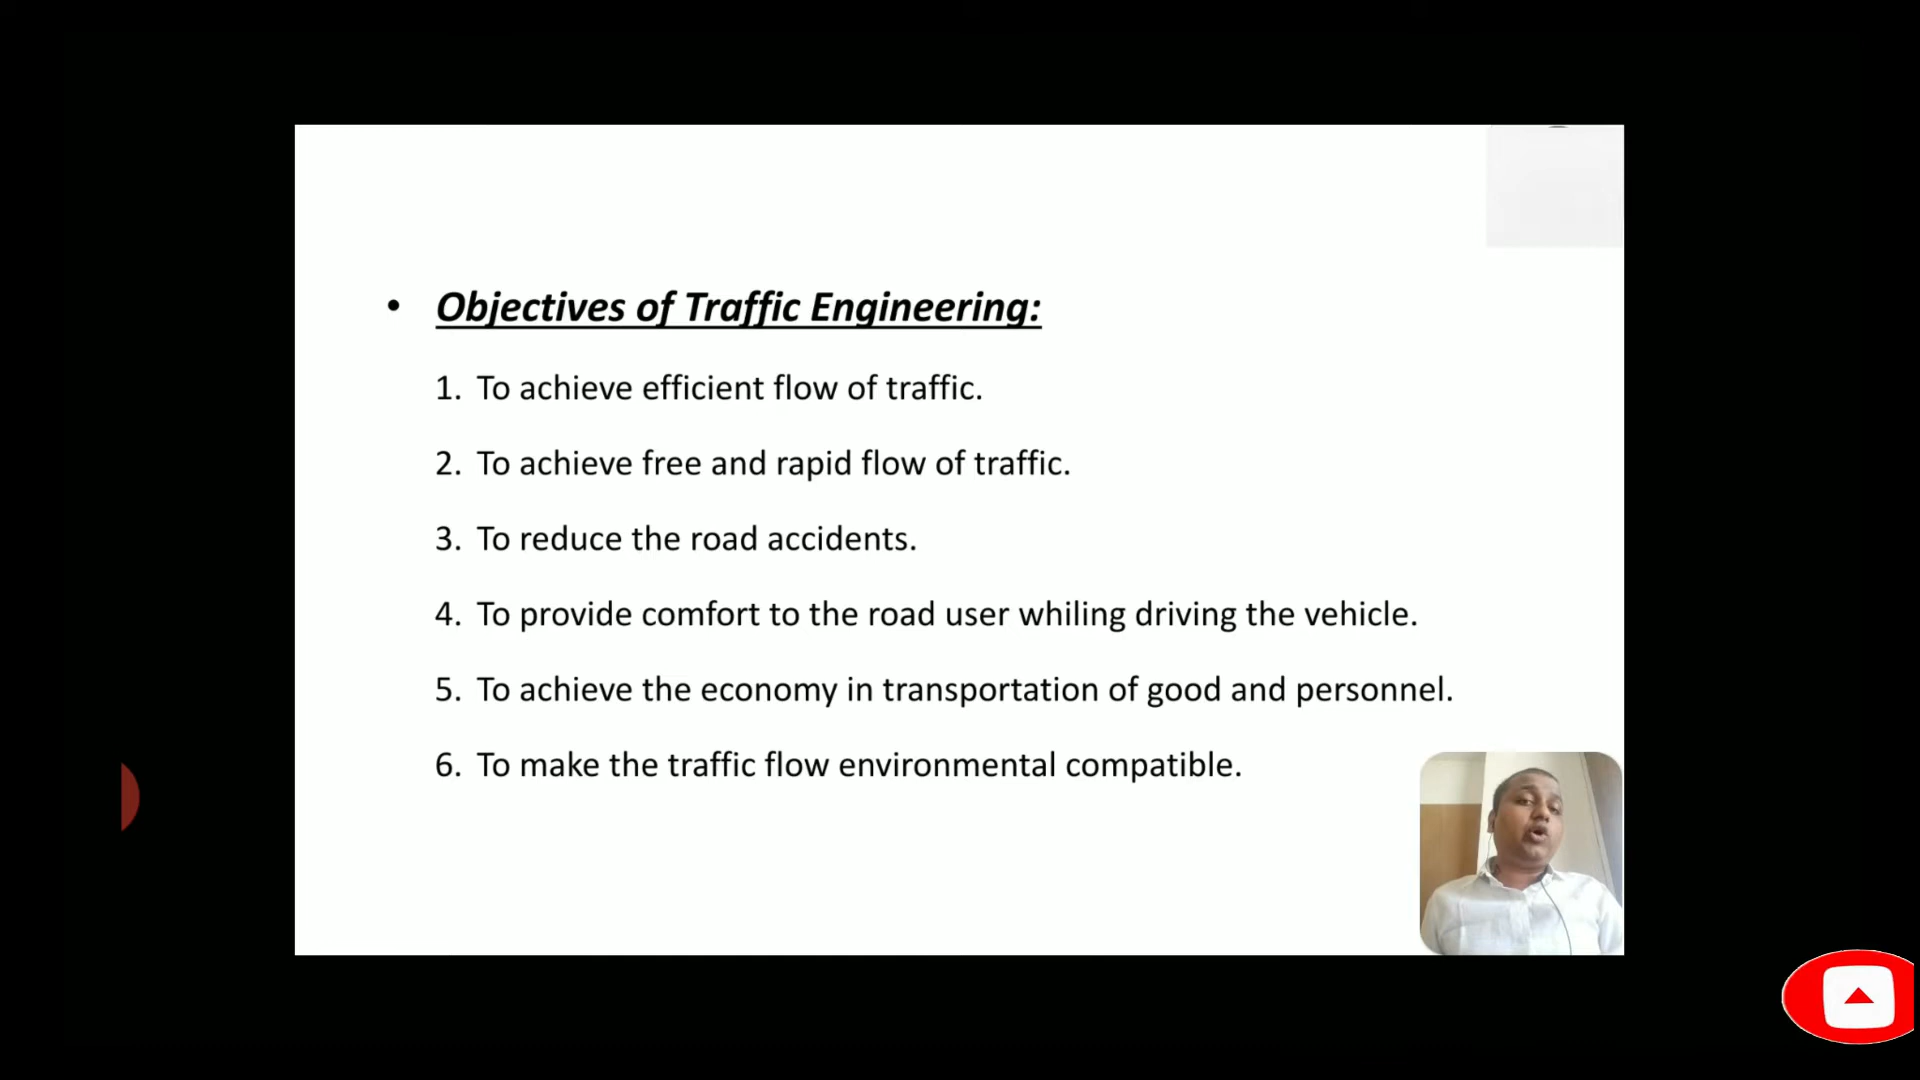 • Objectives of Traffic Engineering:
1. To achieve efficient flow of traffic.
2. To achieve free and rapid flow of traffic.
3. To reduce the road accidents.
4. To provide comfort to the road user whiling driving the vehicle.
5. To achieve the economy in transportation of good and personnel.
6. To make the traffic flow environmental compatible.